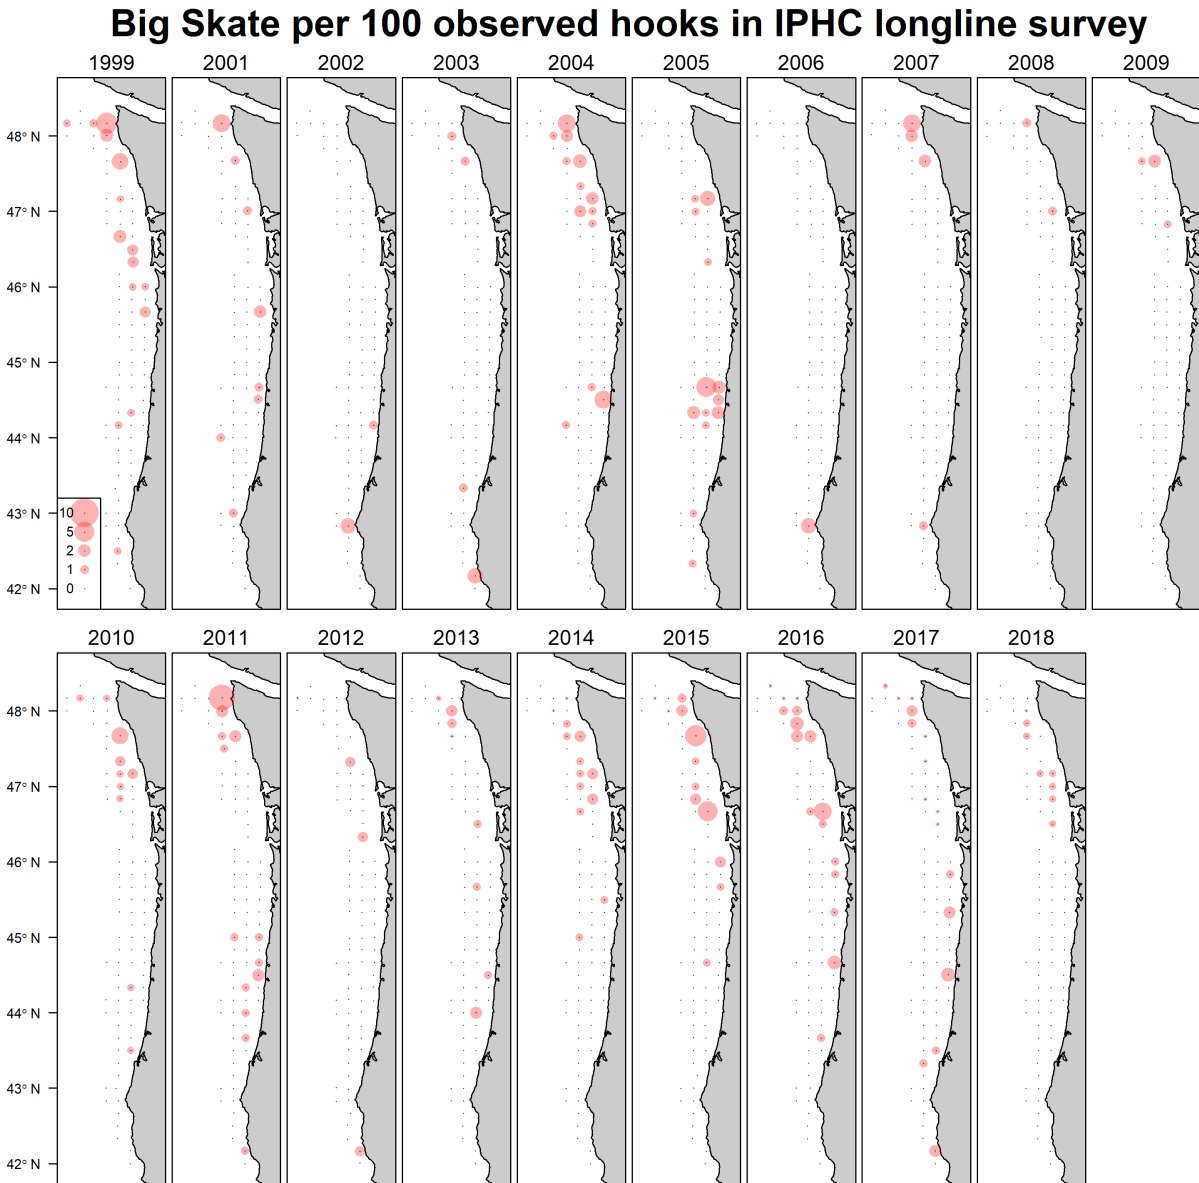 Big Skate per 100 observed hooks in IPHC longline survey
1999 2001 2002 2003 2004 2005 2006 2007 2008 2009
48° N
47° N
46° N
45° N
44° N
43° N
42° N
10
5
2
1
0
2010 2011 2012 2013 2014 2015 2016 2017 2018
48° N
47° N
46° N
45° N
44° N
43° N
42° N